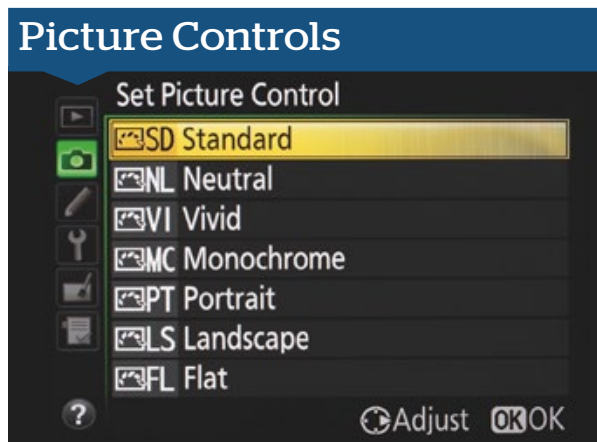 Picture Controls
Set Picture Control
SD Standard
NL Neutral
VI Vivid
MC Monochrome
PT Portrait
LS Landscape
FL Flat
? Adjust OK OK